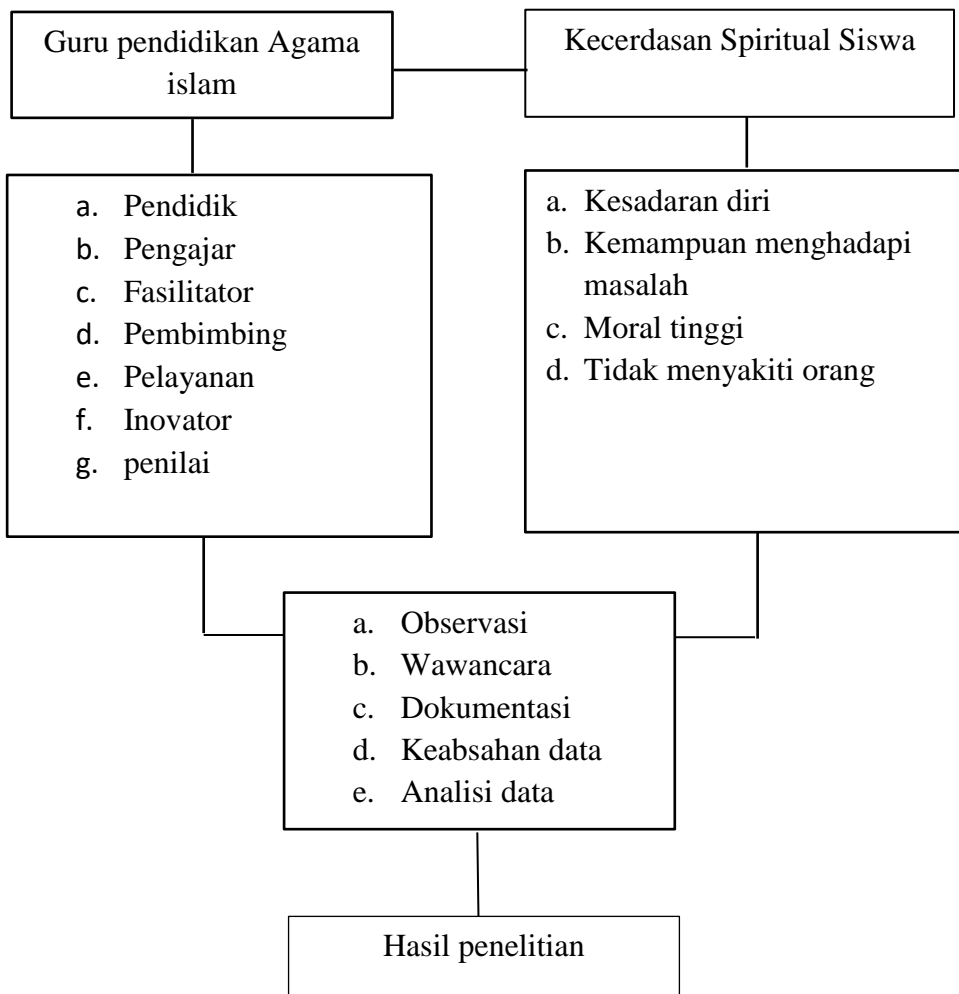 Guru pendidikan Agama
islam
Kecerdasan Spiritual Siswa
a. Pendidik
b. Pengajar
c. Fasilitator
d. Pembimbing
e. Pelayanan
f. Inovator
g. penilai
a. Kesadaran diri
b. Kemampuan menghadapi
masalah
c. Moral tinggi
d. Tidak menyakiti orang
a. Observasi
b. Wawancara
c. Dokumentasi
d. Keabsahan data
e. Analisi data
Hasil penelitian